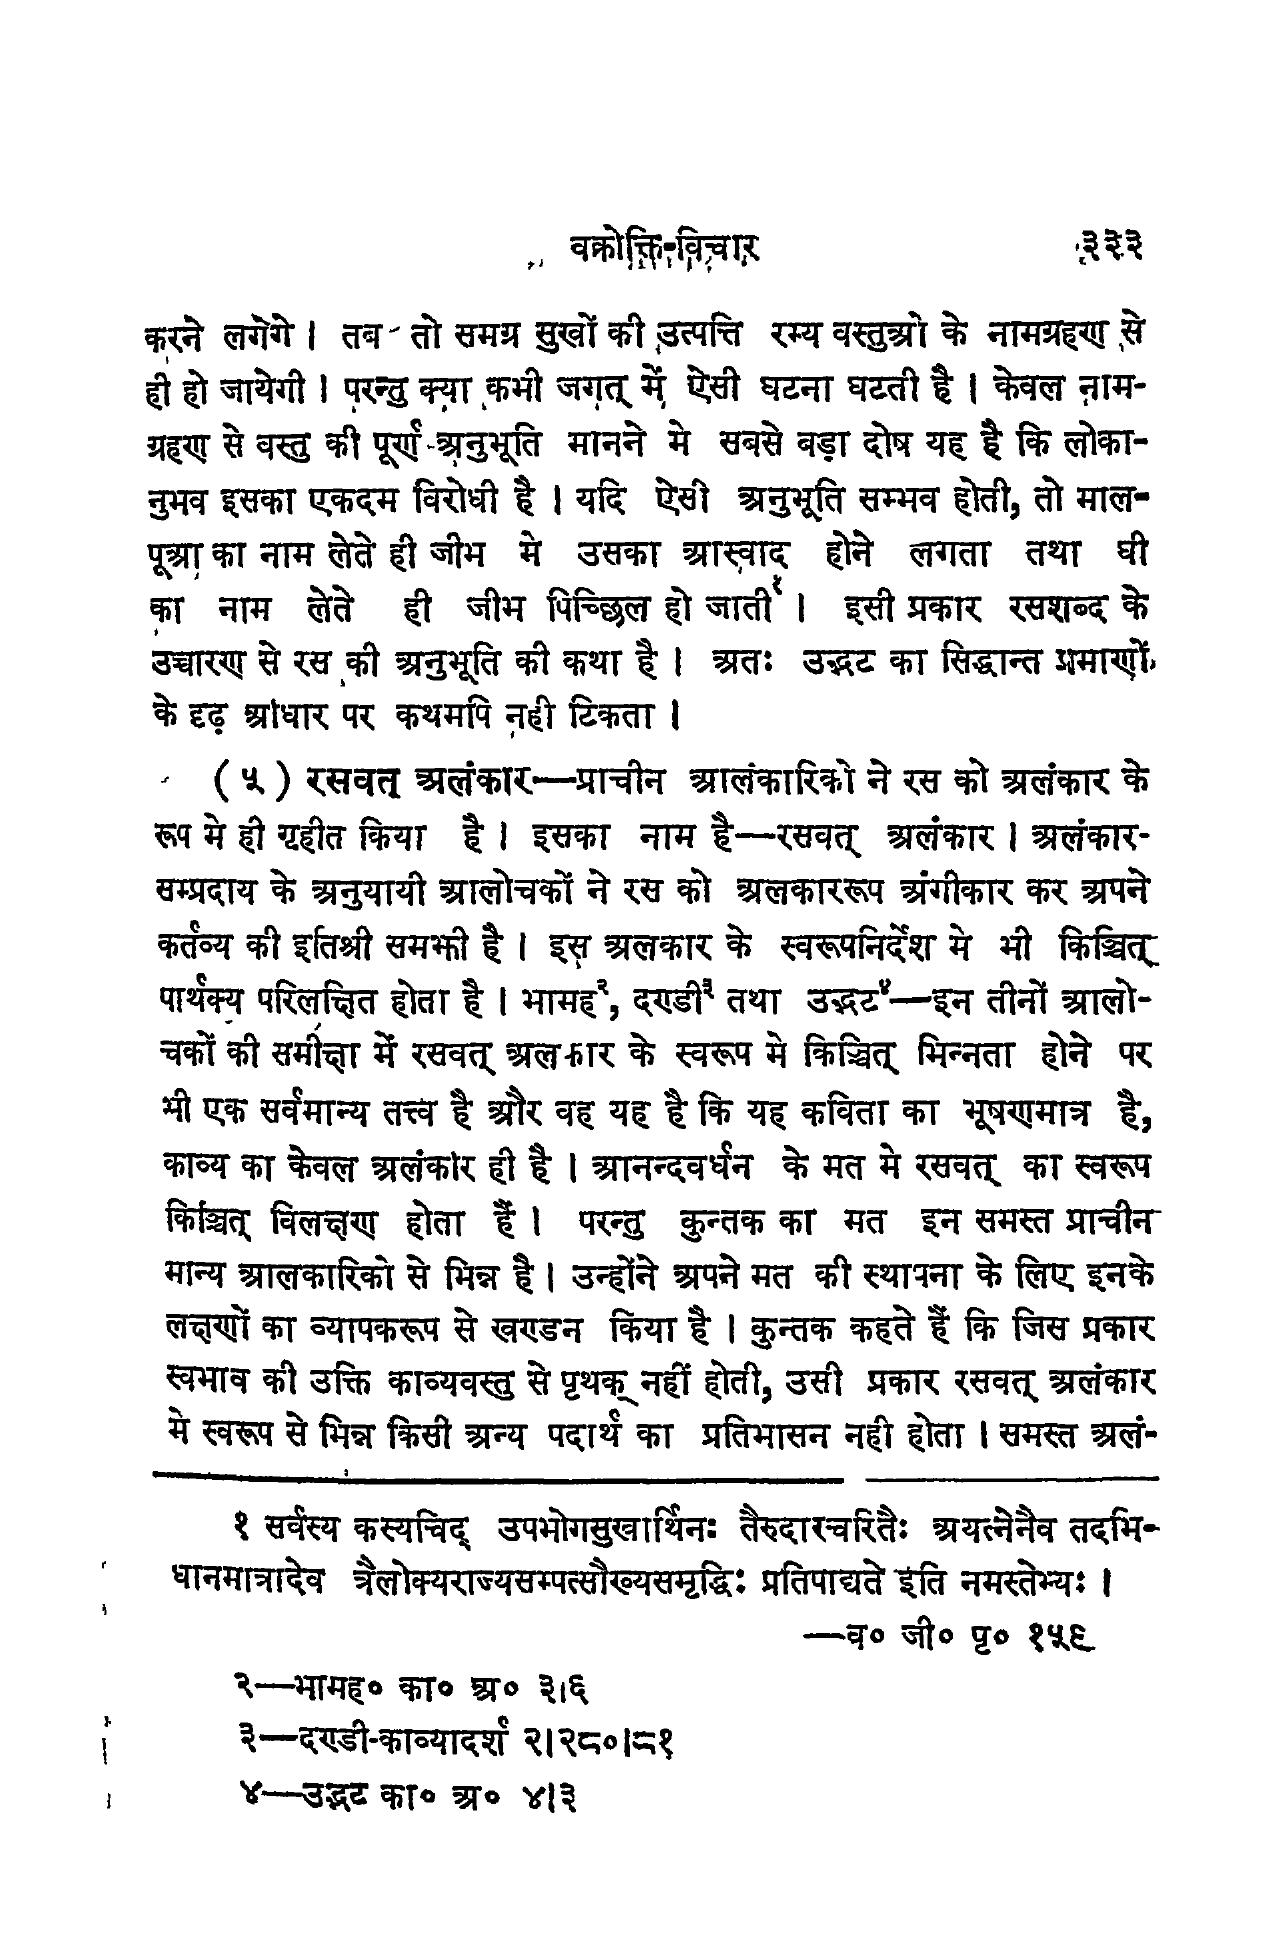 वक्रोक्ति-विचार ३३३
करने लगेगे। तब तो समग्र सुखों की उत्पत्ति रम्य वस्तुओ के नामग्रहण से
ही हो जायेगी। परन्तु क्या कभी जगत् में ऐसी घटना घटती है। केवल नाम-
ग्रहण से वस्तु की पूर्ण अनुभूति मानने मे सबसे बड़ा दोष यह है कि लोका-
नुभव इसका एकदम विरोधी है। यदि ऐसी अनुभूति सम्भव होती, तो माल-
पूआ का नाम लेते ही जीभ मे उसका आस्वाद होने लगता तथा घी
का नाम लेते ही जीभ पिच्छिल हो जाती१। इसी प्रकार रसशब्द के
उच्चारण से रस की अनुभूति की कथा है। अतः उद्भट का सिद्धान्त प्रमाणों
के दृढ़ आधार पर कथमपि नही टिकता।
(५) रसवत् अलंकार—प्राचीन आलंकारिको ने रस को अलंकार के
रूप मे ही गृहीत किया है। इसका नाम है—रसवत् अलंकार। अलंकार-
सम्प्रदाय के अनुयायी आलोचकों ने रस को अलकाररूप अंगीकार कर अपने
कर्तव्य की इतिश्री समझी है। इस अलकार के स्वरूपनिर्देश मे भी किञ्चित्
पार्थक्य परिलक्षित होता है। भामह२, दण्डी३ तथा उद्भट४—इन तीनों आलो-
चकों की समीक्षा में रसवत् अलकार के स्वरूप मे किञ्चित् भिन्नता होने पर
भी एक सर्वमान्य तत्त्व है और वह यह है कि यह कविता का भूषणमात्र है,
काव्य का केवल अलंकार ही है। आनन्दवर्धन के मत मे रसवत् का स्वरूप
किञ्चित् विलक्षण होता हैं। परन्तु कुन्तक का मत इन समस्त प्राचीन
मान्य आलकारिको से भिन्न है। उन्होंने अपने मत की स्थापना के लिए इनके
लक्षणों का व्यापकरूप से खण्डन किया है। कुन्तक कहते हैं कि जिस प्रकार
स्वभाव की उक्ति काव्यवस्तु से पृथक् नहीं होती, उसी प्रकार रसवत् अलंकार
मे स्वरूप से भिन्न किसी अन्य पदार्थ का प्रतिभासन नही होता। समस्त अलं-
१ सर्वस्य कस्यचिद् उपभोगसुखार्थिनः तैरुदारचरितैः अयत्नेनैव तदभि-
धानमात्रादेव त्रैलोक्यराज्यसम्पत्सौख्यसमृद्धिः प्रतिपाद्यते इति नमस्तेभ्यः।
—व० जी० पृ० १५९
२—भामह० का० अ० ३।६
३—दण्डी-काव्यादर्श २।२८०।८१
४—उद्भट का० अ० ४।३